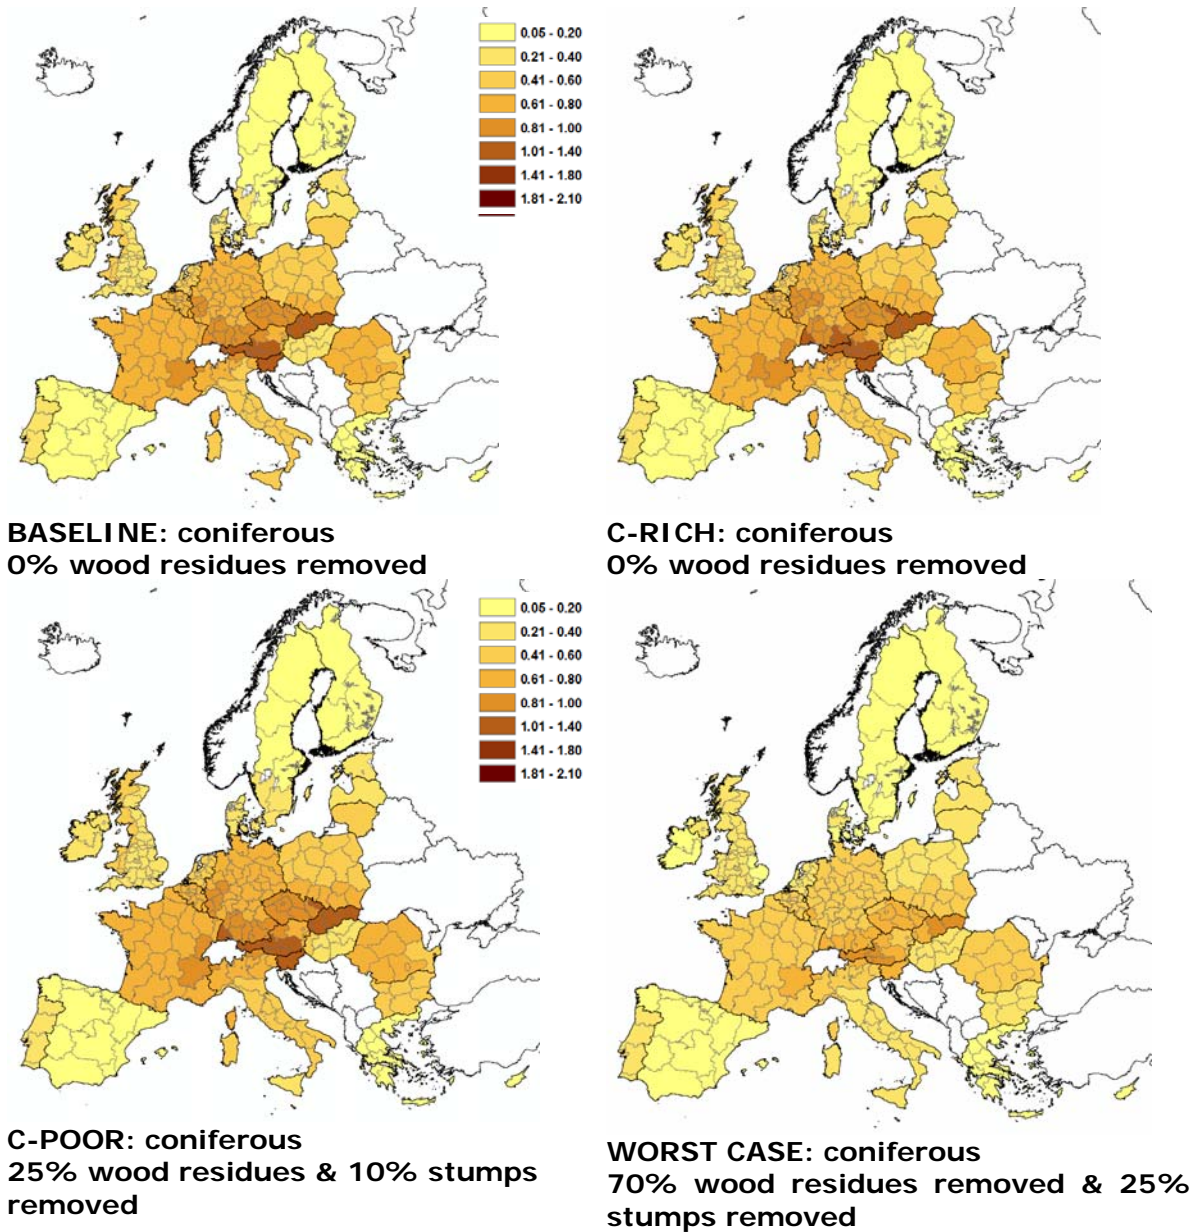 0.05 - 0.20
0.21 - 0.40
0.41 - 0.60
0.61 - 0.80
0.81 - 1.00
1.01 - 1.40
1.41 - 1.80
1.81 - 2.10
BASELINE: coniferous
0% wood residues removed
C-RICH: coniferous
0% wood residues removed
0.05 - 0.20
0.21 - 0.40
0.41 - 0.60
0.61 - 0.80
0.81 - 1.00
1.01 - 1.40
1.41 - 1.80
1.81 - 2.10
C-POOR: coniferous
25% wood residues & 10% stumps
removed
WORST CASE: coniferous
70% wood residues removed & 25%
stumps removed